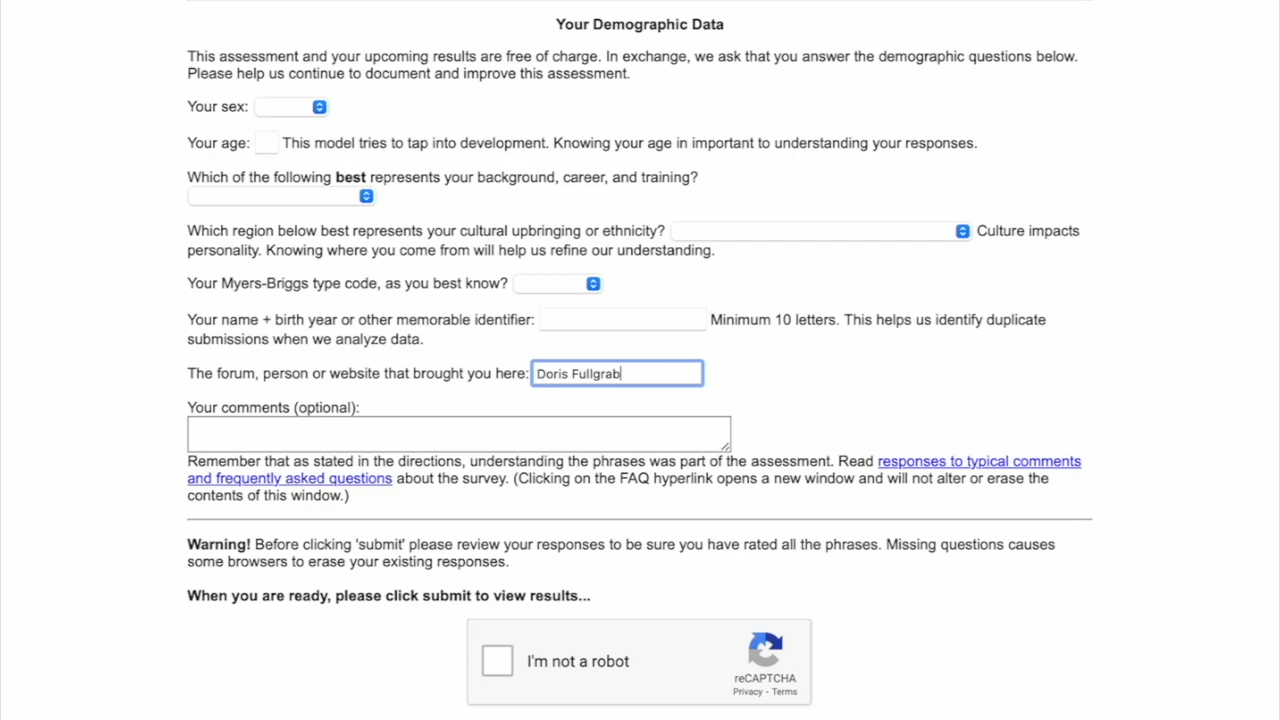 Your Demographic Data
This assessment and your upcoming results are free of charge. In exchange, we ask that you answer the demographic questions below.
Please help us continue to document and improve this assessment.
Your sex:
Your age: This model tries to tap into development. Knowing your age in important to understanding your responses.
Which of the following best represents your background, career, and training?
Which region below best represents your cultural upbringing or ethnicity? Culture impacts
personality. Knowing where you come from will help us refine our understanding.
Your Myers-Briggs type code, as you best know?
Your name + birth year or other memorable identifier: Minimum 10 letters. This helps us identify duplicate
submissions when we analyze data.
The forum, person or website that brought you here: Doris Fullgrab
Your comments (optional):
Remember that as stated in the directions, understanding the phrases was part of the assessment. Read responses to typical comments
and frequently asked questions about the survey. (Clicking on the FAQ hyperlink opens a new window and will not alter or erase the
contents of this window.)
Warning! Before clicking 'submit' please review your responses to be sure you have rated all the phrases. Missing questions causes
some browsers to erase your existing responses.
When you are ready, please click submit to view results...
I'm not a robot
reCAPTCHA
Privacy - Terms